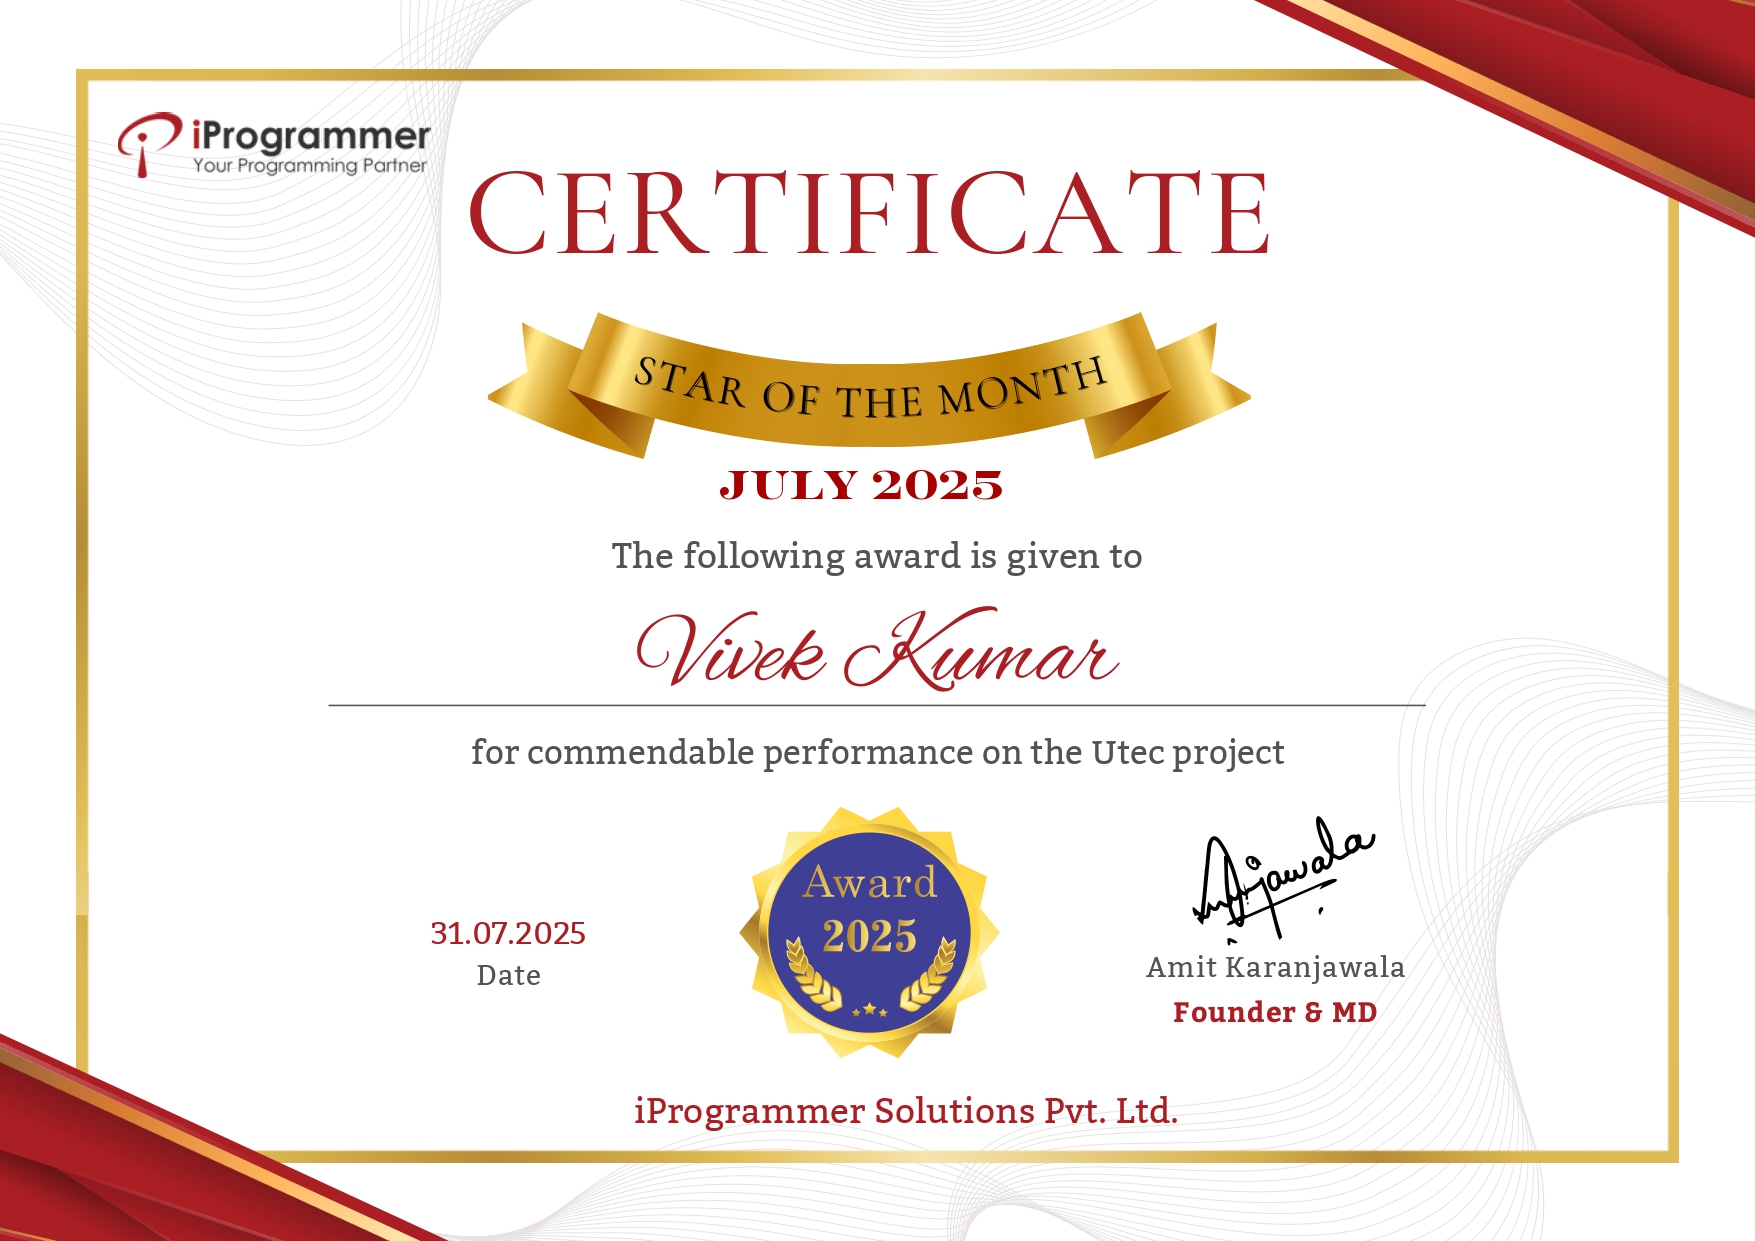 iProgrammer
Your Programming Partner
CERTIFICATE
STAR OF THE MONTH
JULY 2025
The following award is given to
Vivek Kumar
for commendable performance on the Utec project
Award
2025
31.07.2025
Date
Karanjawala
Amit Karanjawala
Founder & MD
iProgrammer Solutions Pvt. Ltd.